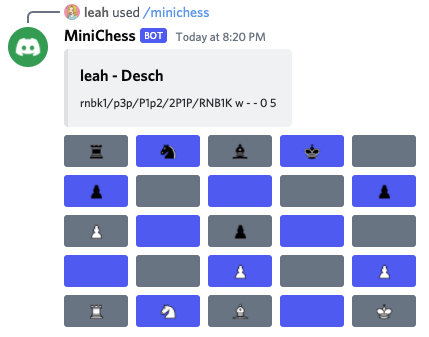 leah used /minichess
MiniChess BOT Today at 8:20 PM
leah - Desch
rnbk1/p3p/P1p2/2P1P/RNB1K w - - 0 5